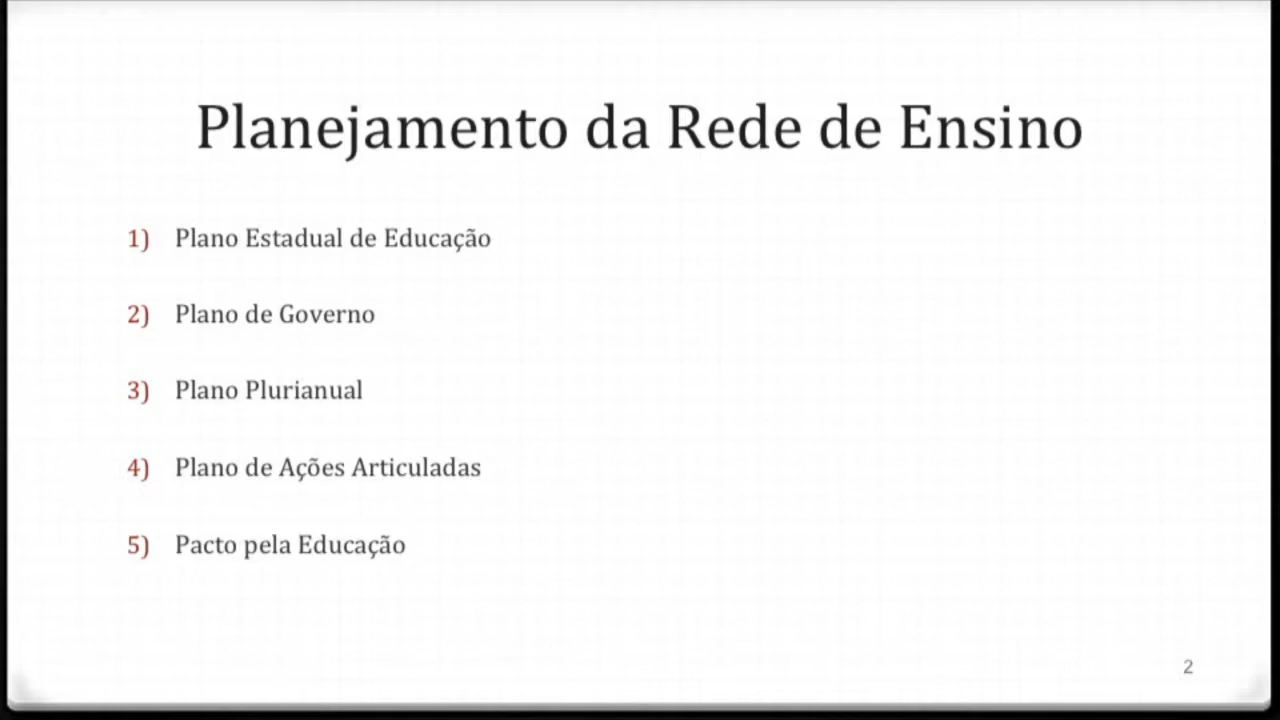 Planejamento da Rede de Ensino
1) Plano Estadual de Educação
2) Plano de Governo
3) Plano Plurianual
4) Plano de Ações Articuladas
5) Pacto pela Educação
2